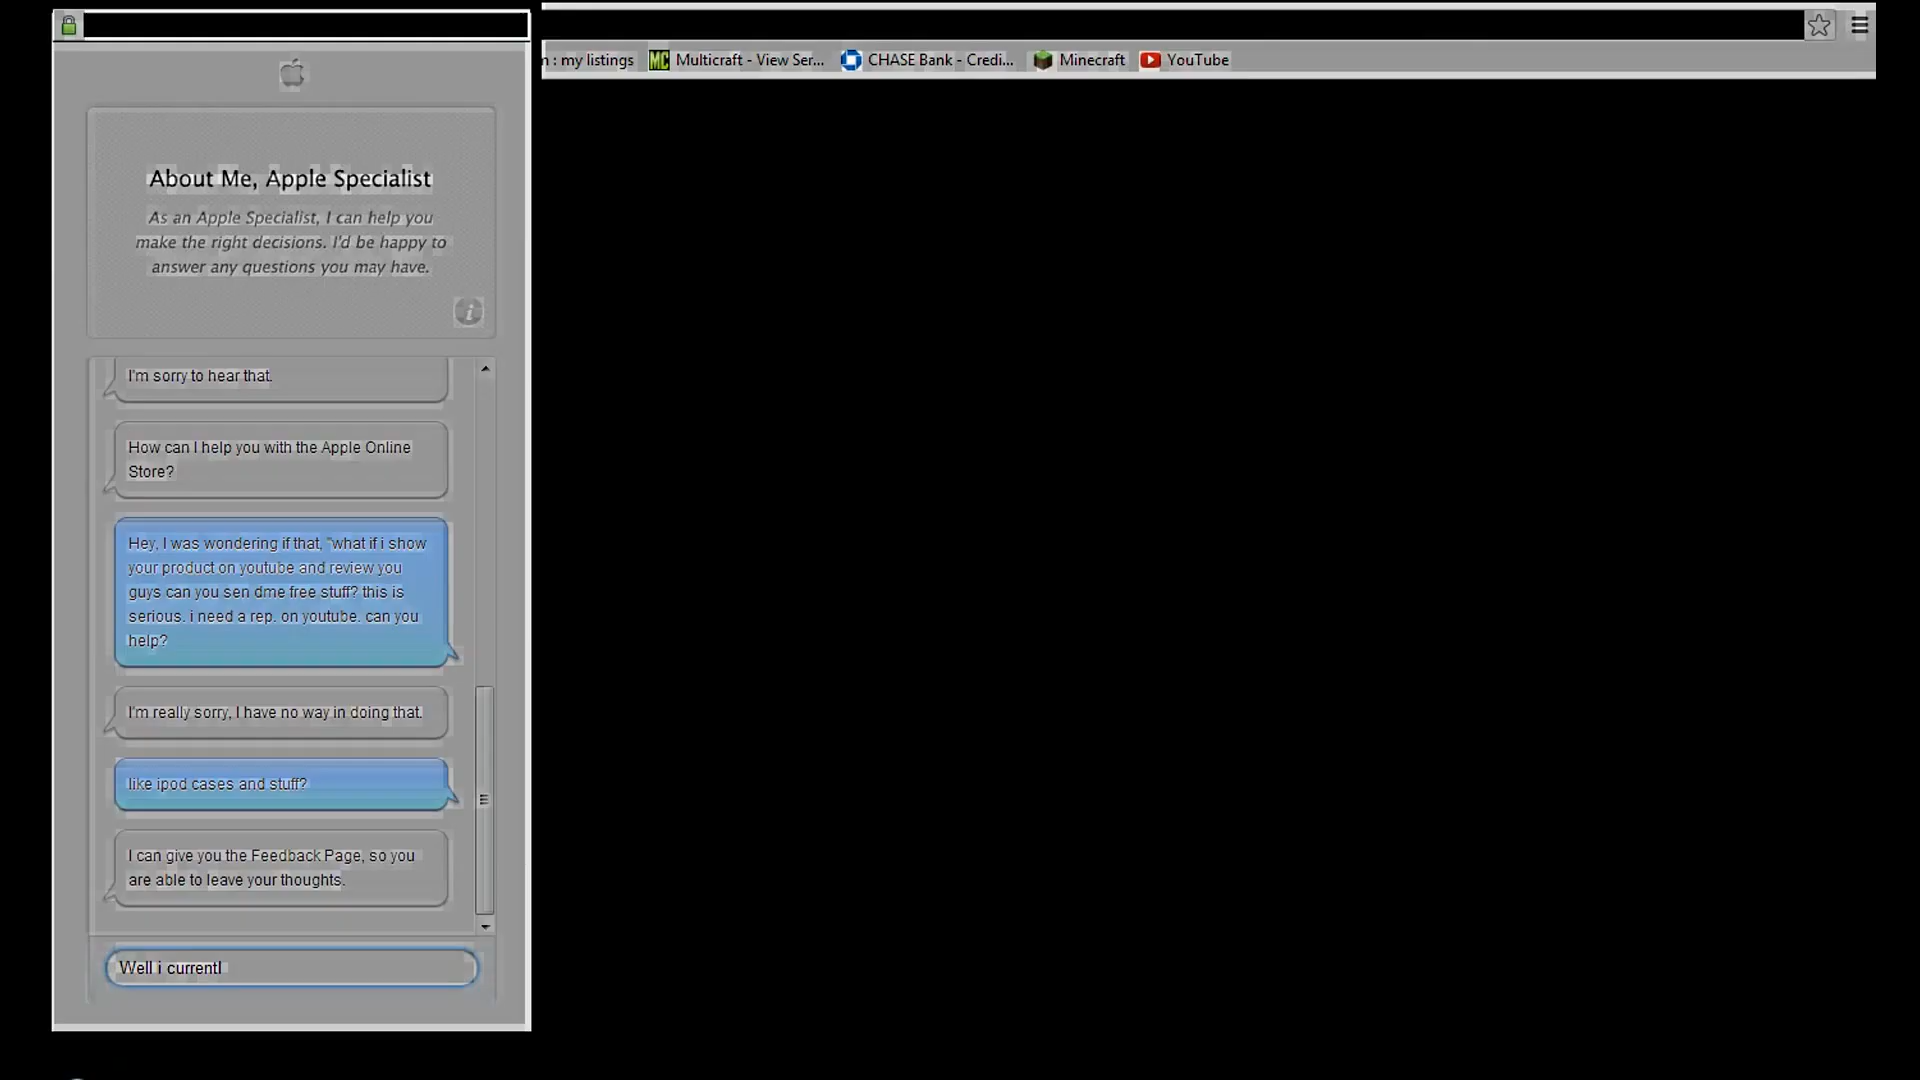 n : my listings
Multicraft - View Ser...
CHASE Bank - Credi...
Minecraft
YouTube
About Me, Apple Specialist
As an Apple Specialist, I can help you
make the right decisions. I'd be happy to
answer any questions you may have.
I'm sorry to hear that.
How can I help you with the Apple Online
Store?
Hey, I was wondering if that, "what if i show
your product on youtube and review you
guys can you sen dme free stuff? this is
serious. i need a rep. on youtube. can you
help?
I'm really sorry, I have no way in doing that.
like ipod cases and stuff?
I can give you the Feedback Page, so you
are able to leave your thoughts.
Well i currentl